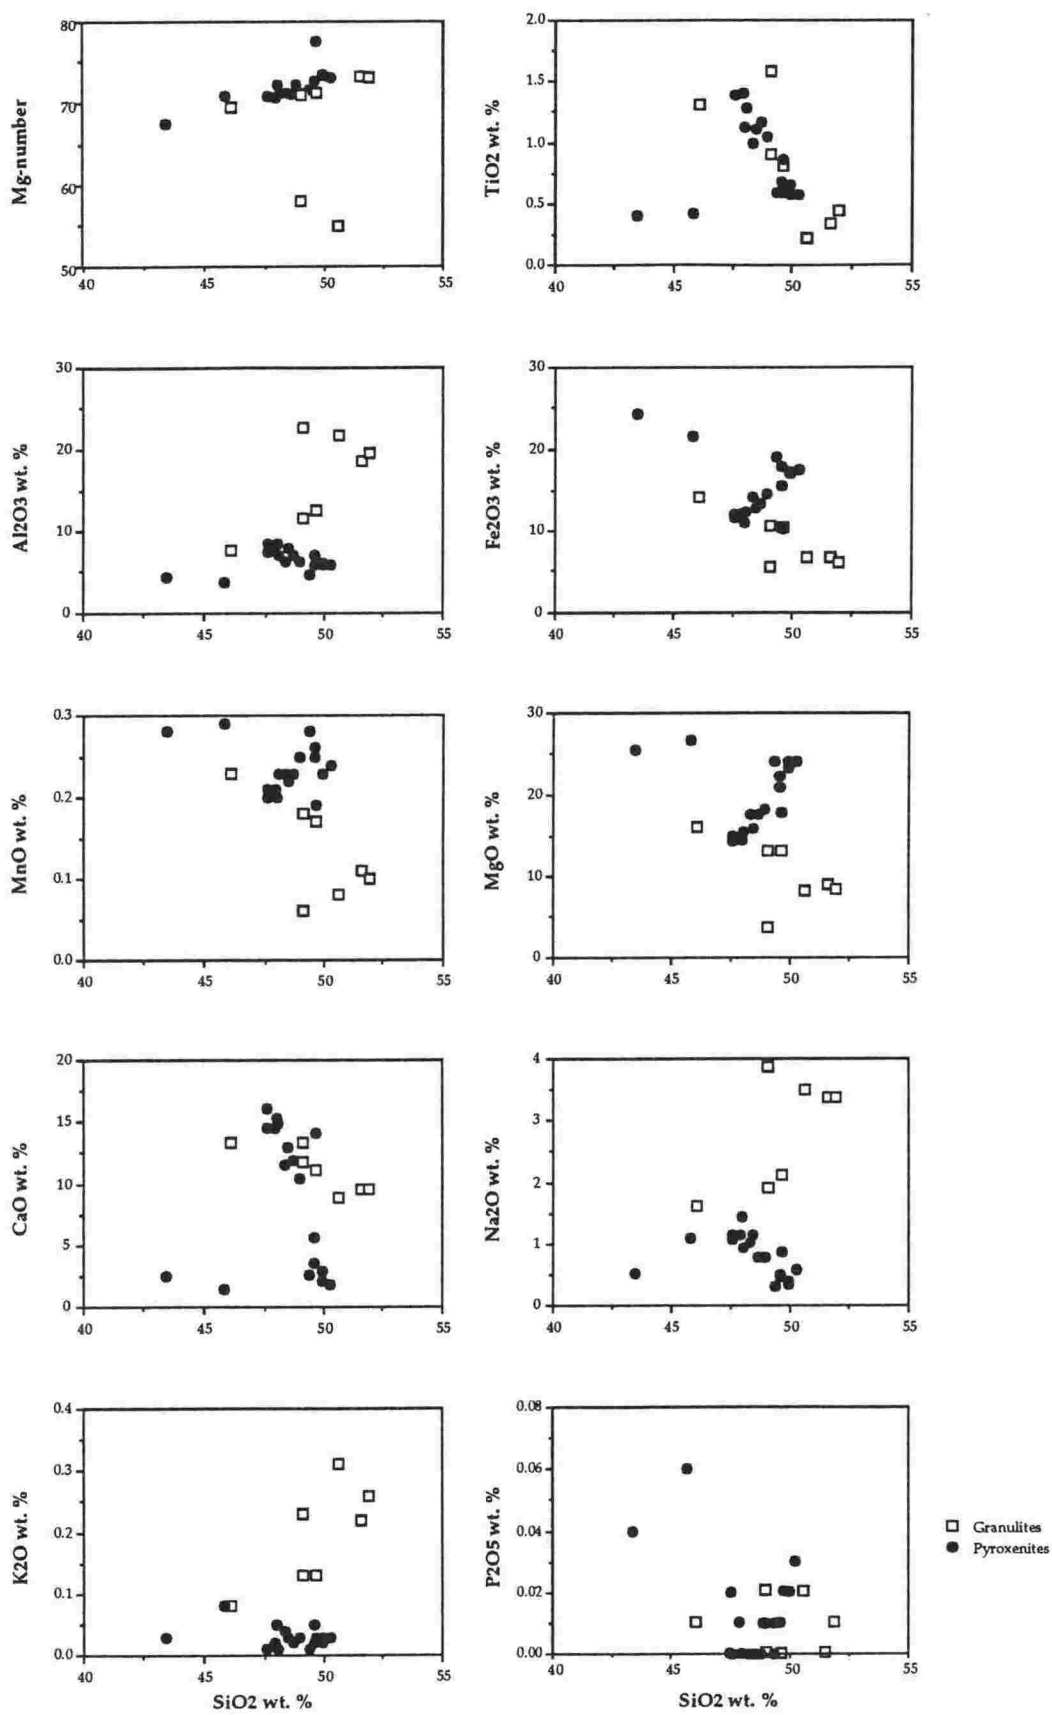 Mg-number
80
70
60
50
40 45 50 55
TiO2 wt. %
2.0
1.5
1.0
0.5
0.0
40 45 50 55
Al2O3 wt. %
30
20
10
0
40 45 50 55
Fe2O3 wt. %
30
20
10
0
40 45 50 55
MnO wt. %
0.3
0.2
0.1
0.0
40 45 50 55
MgO wt. %
30
20
10
0
40 45 50 55
CaO wt. %
20
15
10
5
0
40 45 50 55
Na2O wt. %
4
3
2
1
0
40 45 50 55
K2O wt. %
0.4
0.3
0.2
0.1
0.0
40 45 50 55
SiO2 wt. %
P2O5 wt. %
0.08
0.06
0.04
0.02
0.00
40 45 50 55
SiO2 wt. %
Granulites
Pyroxenites